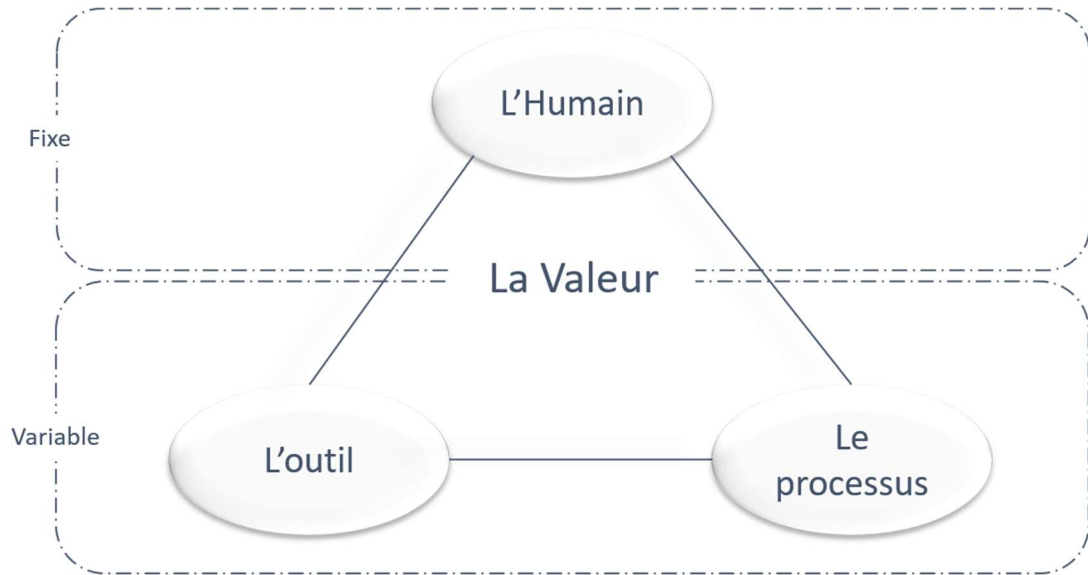 L’Humain
Fixe
La Valeur
Variable
L’outil
Le
processus